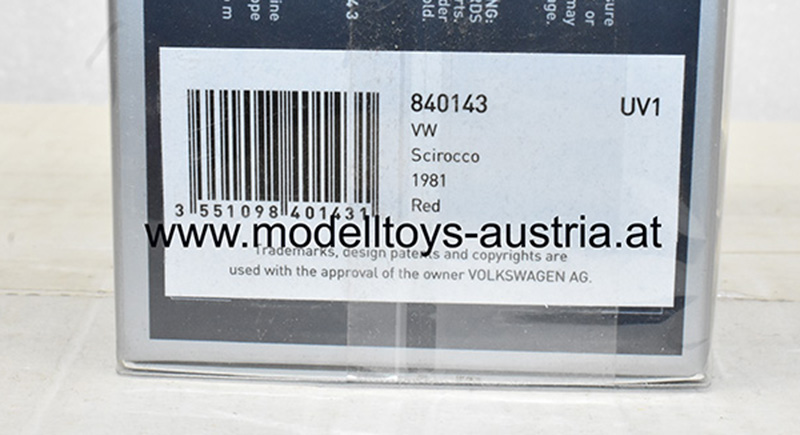 840143
UV1
VW
Scirocco
1981
Red
3 551098 401431
www.modelltoys-austria.at
Trademarks, design patents and copyrights are
used with the approval of the owner VOLKSWAGEN AG.